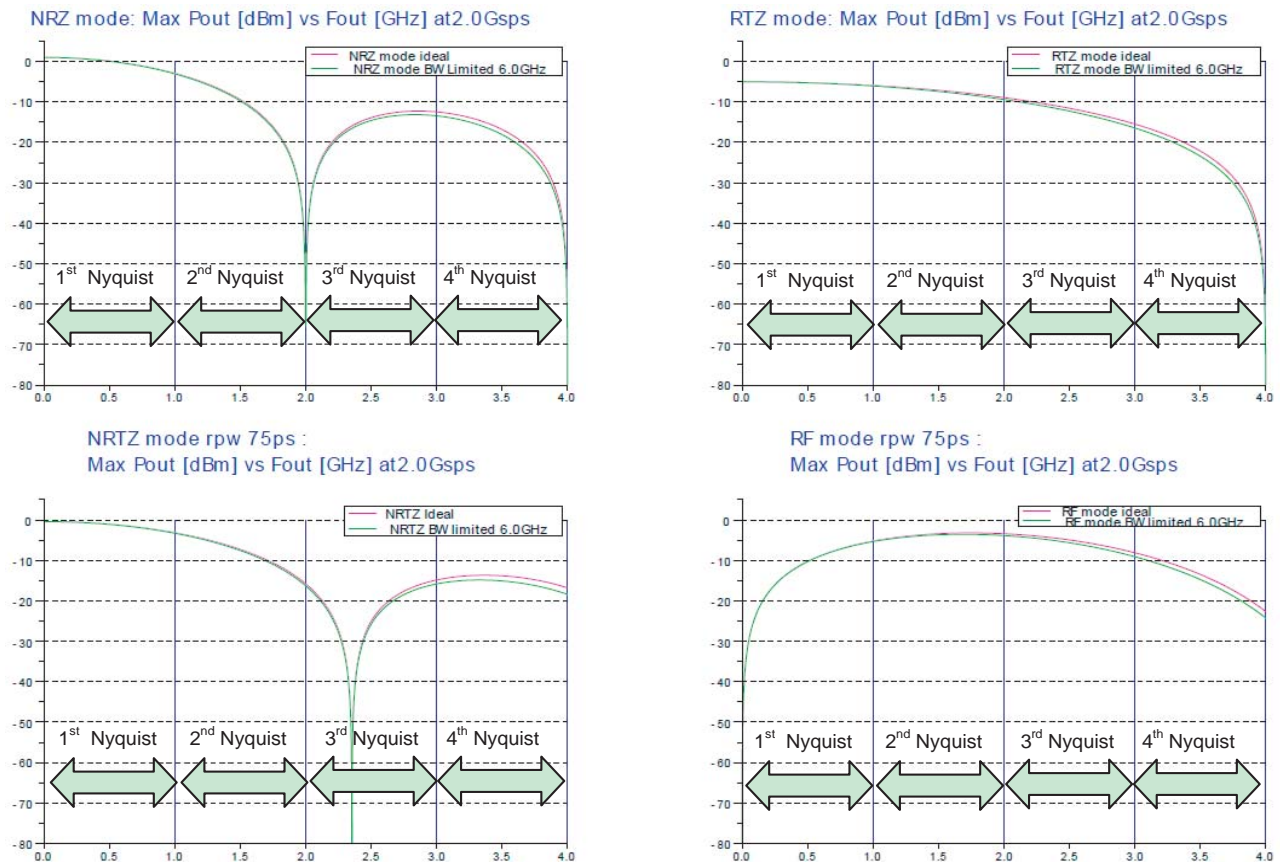 NRZ mode: Max Pout [dBm] vs Fout [GHz] at2.0Gsps
NRZ mode ideal
NRZ mode BW Limited 6.0GHz
0
-10
-20
-30
-40
-50
-60
-70
-80
1st Nyquist
2nd Nyquist
3rd Nyquist
4th Nyquist
0.0 0.5 1.0 1.5 2.0 2.5 3.0 3.5 4.0
RTZ mode: Max Pout [dBm] vs Fout [GHz] at2.0Gsps
RTZ mode ideal
RTZ mode BW limited 6.0GHz
0
-10
-20
-30
-40
-50
-60
-70
-80
1st Nyquist
2nd Nyquist
3rd Nyquist
4th Nyquist
0.0 0.5 1.0 1.5 2.0 2.5 3.0 3.5 4.0
NRTZ mode rpw 75ps :
Max Pout [dBm] vs Fout [GHz] at2.0Gsps
NRTZ Ideal
NRTZ BW limited 6.0GHz
0
-10
-20
-30
-40
-50
-60
-70
-80
1st Nyquist
2nd Nyquist
3rd Nyquist
4th Nyquist
0.0 0.5 1.0 1.5 2.0 2.5 3.0 3.5 4.0
RF mode rpw 75ps :
Max Pout [dBm] vs Fout [GHz] at2.0Gsps
RF mode ideal
RF mode BW limited 6.0GHz
0
-10
-20
-30
-40
-50
-60
-70
-80
1st Nyquist
2nd Nyquist
3rd Nyquist
4th Nyquist
0.0 0.5 1.0 1.5 2.0 2.5 3.0 3.5 4.0